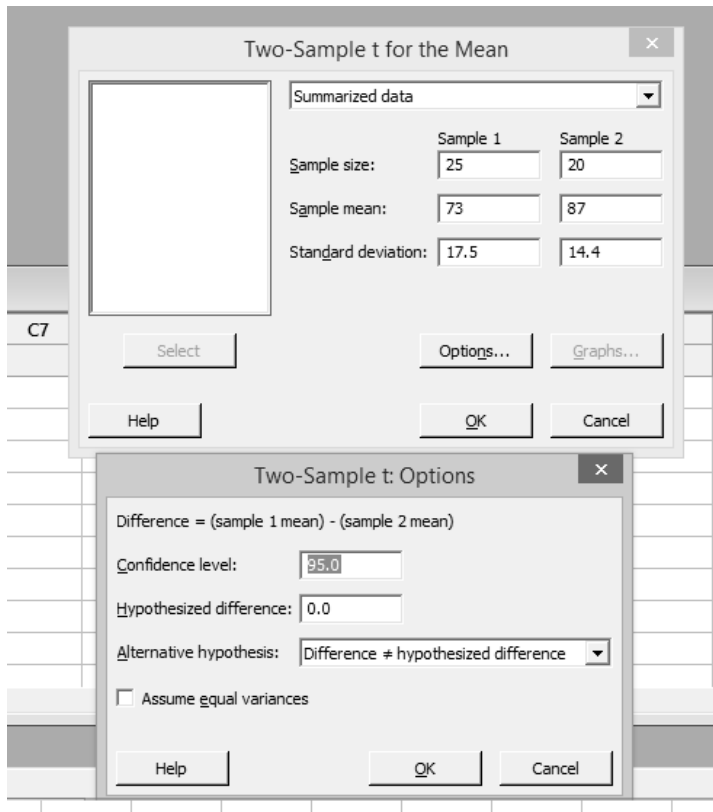 Two-Sample t for the Mean
Summarized data
Sample 1 Sample 2
Sample size: 25 20
Sample mean: 73 87
Standard deviation: 17.5 14.4
C7
Select Options... Graphs...
Help OK Cancel
Two-Sample t: Options
Difference = (sample 1 mean) - (sample 2 mean)
Confidence level: 95.0
Hypothesized difference: 0.0
Alternative hypothesis: Difference ≠ hypothesized difference
Assume equal variances
Help OK Cancel